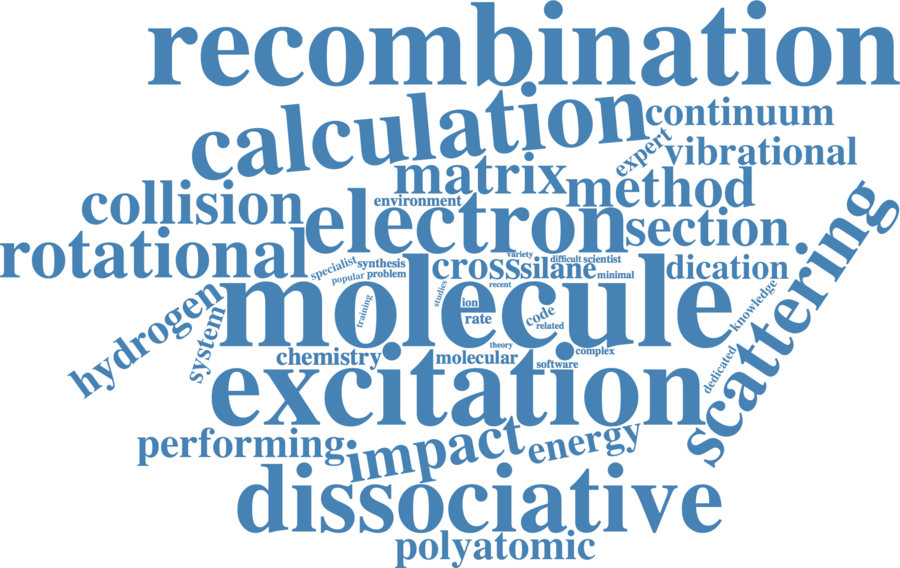 recombination
calculation
continuum
expert
vibrational
matrix
method
collision
environment
electron
section
rotational
variety
difficult
scientist
specialist
synthesis
cross
silane
dication
popular
problem
minimal
scattering
molecule
hydrogen
system
training
studies
recent
ion
rate
code
related
knowledge
theory
chemistry
molecular
complex
software
dedicated
excitation
performing
impact
energy
dissociative
polyatomic